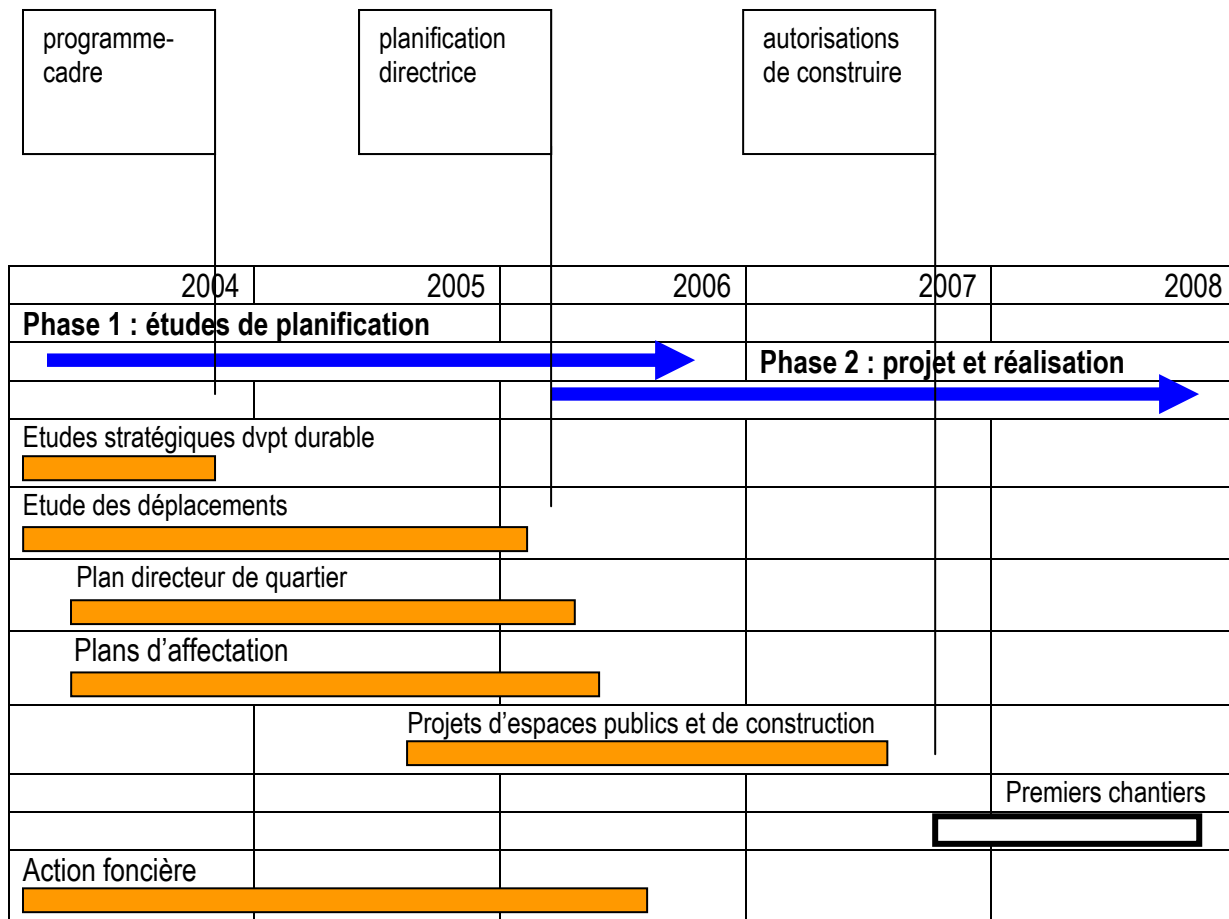 programme-
cadre
planification
directrice
autorisations
de construire
2004 2005 2006 2007 2008
Phase 1 : études de planification
Phase 2 : projet et réalisation
Etudes stratégiques dvpt durable
Etude des déplacements
Plan directeur de quartier
Plans d’affectation
Projets d’espaces publics et de construction
Premiers chantiers
Action foncière